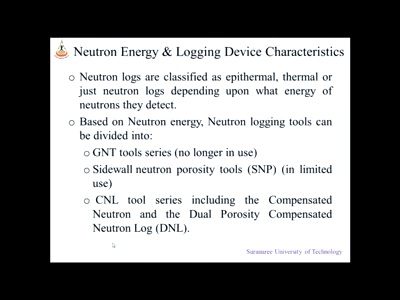 Neutron Energy & Logging Device Characteristics
o Neutron logs are classified as epithermal, thermal or
just neutron logs depending upon what energy of
neutrons they detect.
o Based on Neutron energy, Neutron logging tools can
be divided into:
o GNT tools series (no longer in use)
o Sidewall neutron porosity tools (SNP) (in limited
use)
o CNL tool series including the Compensated
Neutron and the Dual Porosity Compensated
Neutron Log (DNL).
Suranaree University of Technology